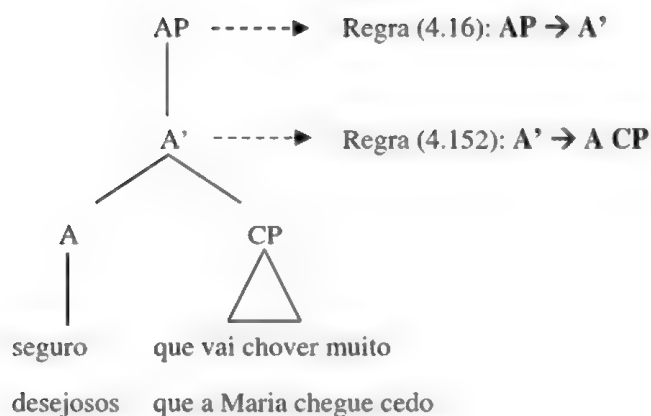 AP Regra (4.16): AP → A’
A’ Regra (4.152): A’ → A CP
A CP
seguro que vai chover muito
desejosos que a Maria chegue cedo